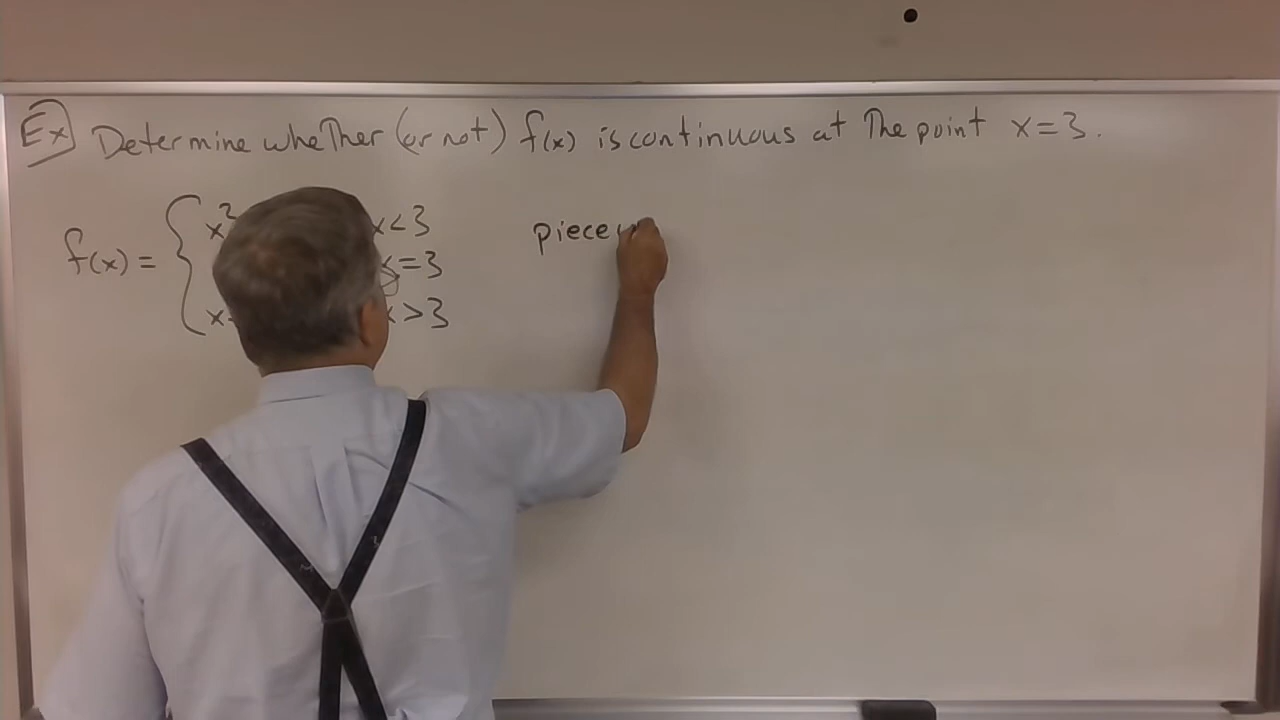 Ex Determine whether (or not) f(x) is continuous at the point x=3.
x² x<3
f(x) = { x=3
x x>3
piecew